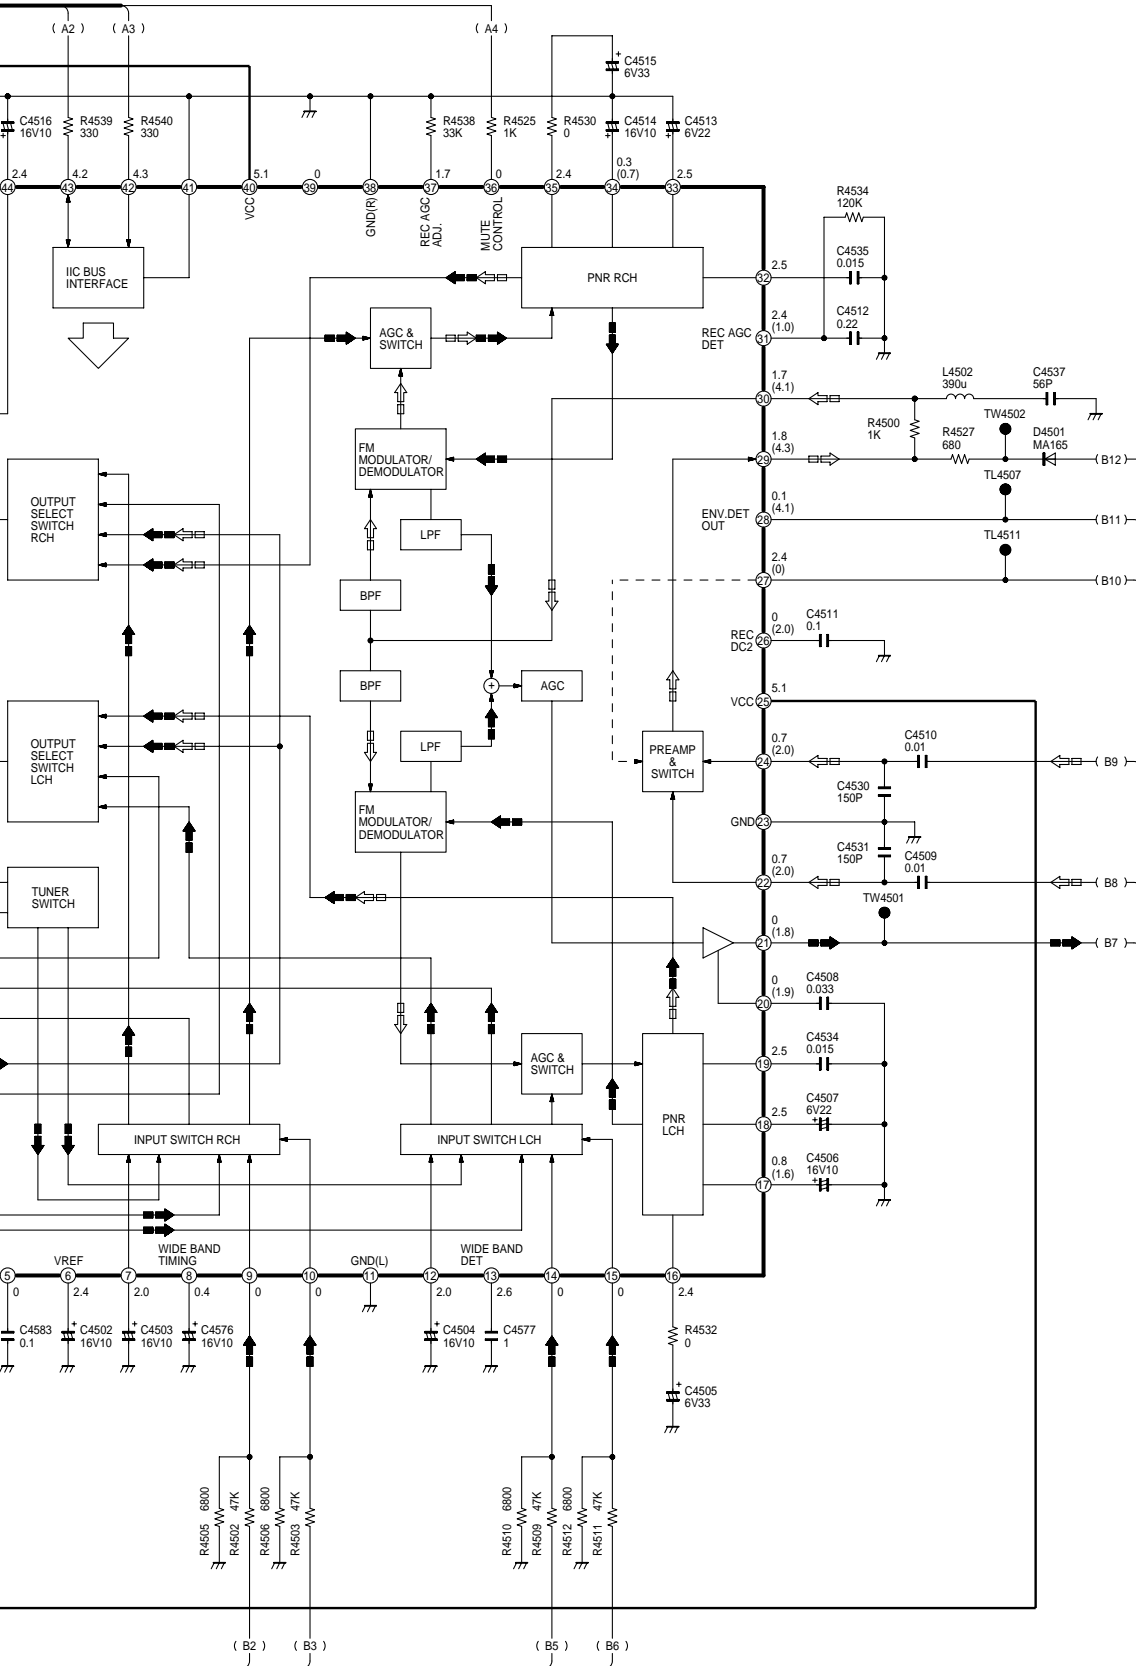 ( A2 ) ( A3 ) ( A4 )
C4515
6V33
C4516
16V10
R4539
330
R4540
330
R4538
33K
R4525
1K
R4530
0
C4514
16V10
C4513
6V22
2.4 4.2 4.3 5.1 0 1.7 0 2.4 0.3
(0.7) 2.5
44 43 42 41 40 39 38 37 36 35 34 33
VCC
GND(R)
REC AGC
ADJ.
MUTE
CONTROL
R4534
120K
IIC BUS
INTERFACE
PNR RCH
32
2.5
C4535
0.015
AGC &
SWITCH
REC AGC
DET
31
2.4
(1.0)
C4512
0.22
1.7
(4.1)
30
L4502
390u
C4537
56P
R4500
1K
TW4502
FM
MODULATOR/
DEMODULATOR
1.8
(4.3)
29
R4527
680
D4501
MA165
( B12 )
OUTPUT
SELECT
SWITCH
RCH
LPF
TL4507
ENV.DET
OUT
0.1
(4.1)
28
( B11 )
TL4511
BPF
2.4
(0)
27
( B10 )
REC
DC2
0
(2.0)
26
C4511
0.1
BPF
+
AGC
VCC
25
5.1
OUTPUT
SELECT
SWITCH
LCH
LPF
PREAMP
&
SWITCH
0.7
(2.0)
24
C4510
0.01
( B9 )
C4530
150P
FM
MODULATOR/
DEMODULATOR
GND
23
C4531
150P
C4509
0.01
0.7
(2.0)
22
( B8 )
TUNER
SWITCH
TW4501
0
(1.8)
21
( B7 )
0
(1.9)
20
C4508
0.033
AGC &
SWITCH
19
2.5
C4534
0.015
PNR
LCH
18
2.5
C4507
6V22
INPUT SWITCH RCH
INPUT SWITCH LCH
0.8
(1.6)
17
C4506
16V10
VREF
WIDE BAND
TIMING
GND(L)
WIDE BAND
DET
5 6 7 8 9 10 11 12 13 14 15 16
0 2.4 2.0 0.4 0 0 2.0 2.6 0 0 2.4
C4583
0.1
C4502
16V10
C4503
16V10
C4576
16V10
C4504
16V10
C4577
1
R4532
0
C4505
6V33
R4505 6800
R4502 47K
R4506 6800
R4503 47K
R4510 6800
R4509 47K
R4512 6800
R4511 47K
( B2 ) ( B3 ) ( B5 ) ( B6 )